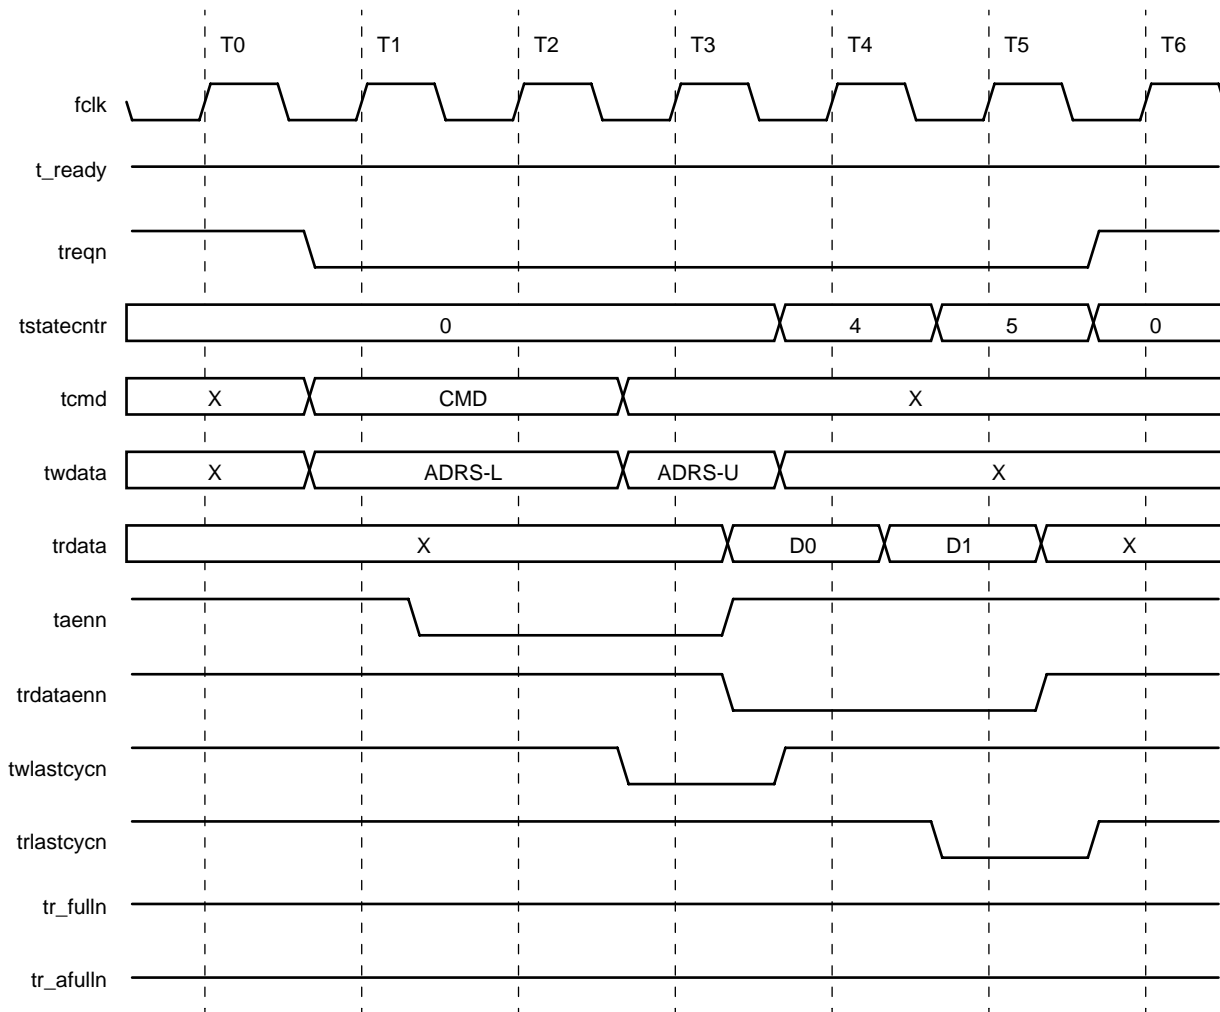 T0 T1 T2 T3 T4 T5 T6
fclk
t_ready
treqn
tstatecntr 0 4 5 0
tcmd X CMD X
twdata X ADRS-L ADRS-U X
trdata X D0 D1 X
taenn
trdataenn
twlastcycn
trlastcycn
tr_fulln
tr_afulln